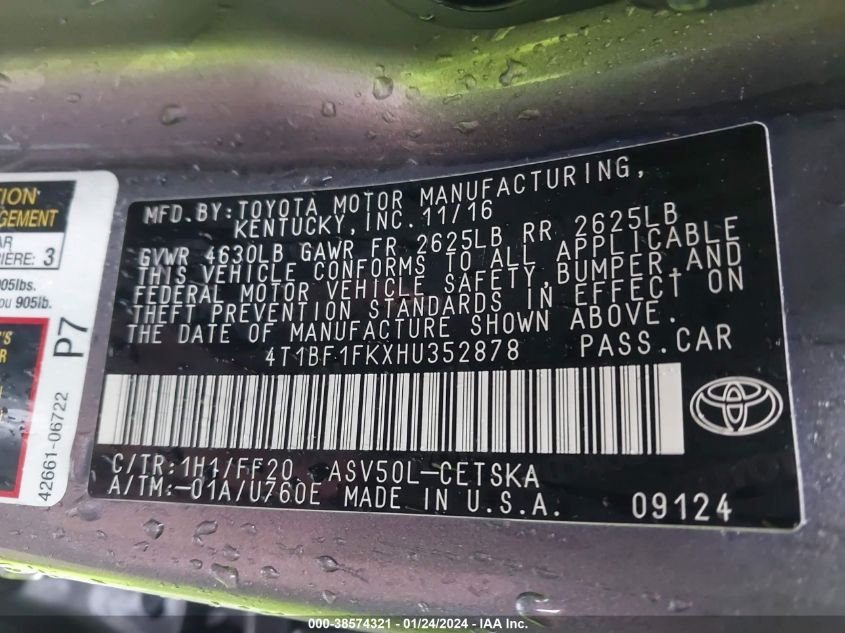 MFD. BY: TOYOTA MOTOR MANUFACTURING,
KENTUCKY, INC. 11/16
GVWR 4630LB GAWR FR 2625LB RR 2625LB
THIS VEHICLE CONFORMS TO ALL APPLICABLE
FEDERAL MOTOR VEHICLE SAFETY, BUMPER, AND
THEFT PREVENTION STANDARDS IN EFFECT ON
THE DATE OF MANUFACTURE SHOWN ABOVE.
4T1BF1FKXHU352878 PASS.CAR
C/TR:1H1/FF20 ASV50L-CETSKA
A/TM:-01A/U760E MADE IN U.S.A. 09124
TION
GEMENT
AR
IÈRE: 3
905lbs.
ou 905lb.
'S
P7
42661-06722
000-38574321 | 01/24/2024 | IAA Inc.